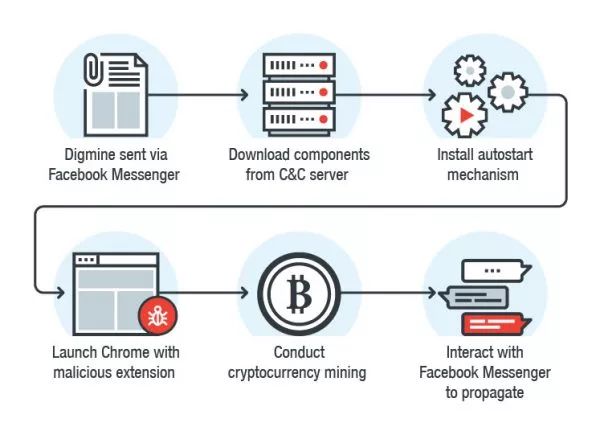 Digmine sent via
Facebook Messenger
Download components
from C&C server
Install autostart
mechanism
Launch Chrome with
malicious extension
Conduct
cryptocurrency mining
Interact with
Facebook Messenger
to propagate